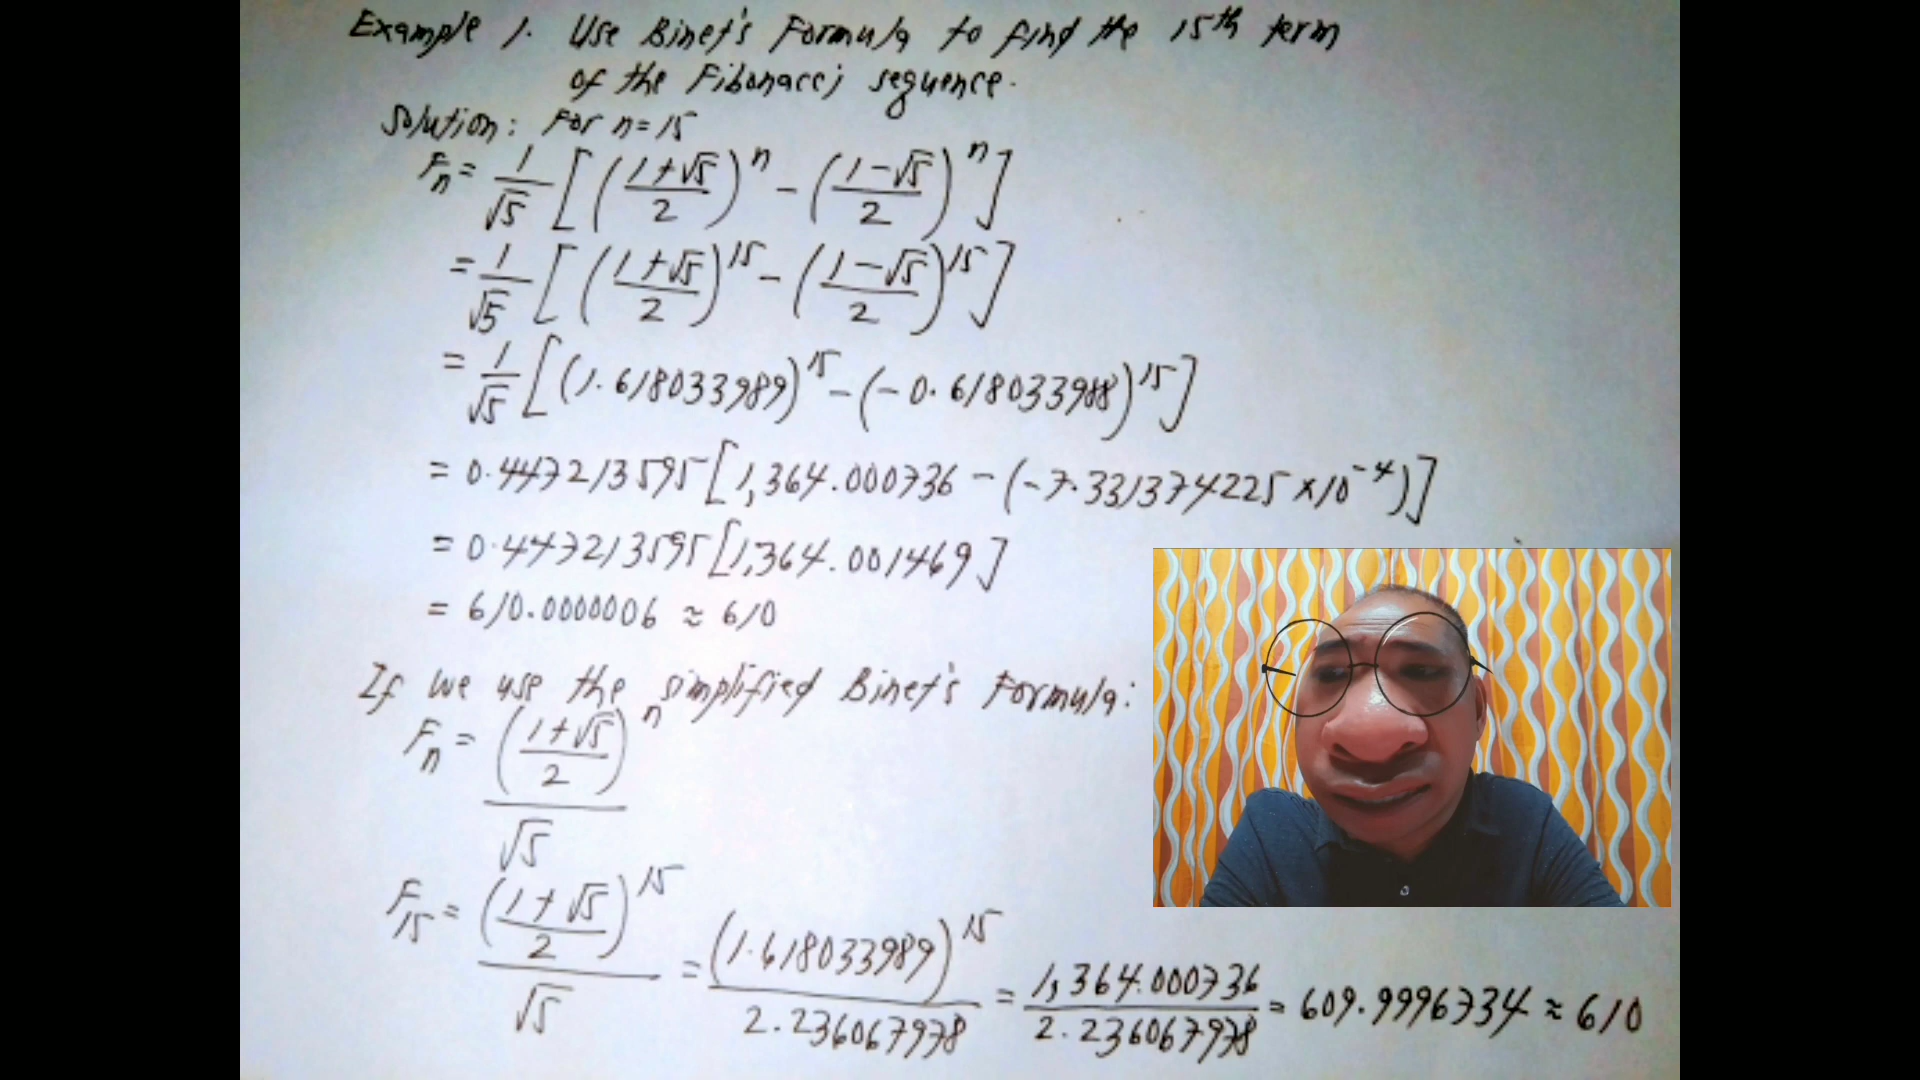 Example 1. Use Binet's Formula to find the 15th term
of the Fibonacci sequence.
Solution: For n=15
Fn = 1/√5 [((1+√5)/2)^n − ((1−√5)/2)^n]
= 1/√5 [((1+√5)/2)^15 − ((1−√5)/2)^15]
= 1/√5 [(1.618033989)^15 − (−0.618033988)^15]
= 0.447213595 [1,364.000736 − (−7.331374225 × 10^−4)]
= 0.447213595 [1,364.001469]
= 610.0000006 ≈ 610
If we use the simplified Binet's Formula:
Fn = ((1+√5)/2)^n / √5
F15 = ((1+√5)/2)^15 / √5 = (1.618033989)^15 / 2.236067978 = 1,364.000736 / 2.236067978 = 609.9996734 ≈ 610